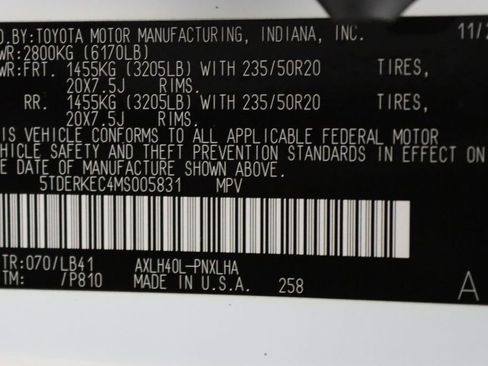 D.BY:TOYOTA MOTOR MANUFACTURING, INDIANA, INC. 11/2
WR:2800KG (6170LB)
WR:FRT. 1455KG (3205LB) WITH 235/50R20 TIRES,
20X7.5J RIMS.
RR. 1455KG (3205LB) WITH 235/50R20 TIRES,
20X7.5J RIMS.
IS VEHICLE CONFORMS TO ALL APPLICABLE FEDERAL MOTOR
EHICLE SAFETY AND THEFT PREVENTION STANDARDS IN EFFECT ON
E DATE OF MANUFACTURE SHOWN ABOVE.
5TDERKEC4MS005831 MPV
TR:070/LB41 AXLH40L-PNXLHA
TM: /P810 MADE IN U.S.A. 258 A